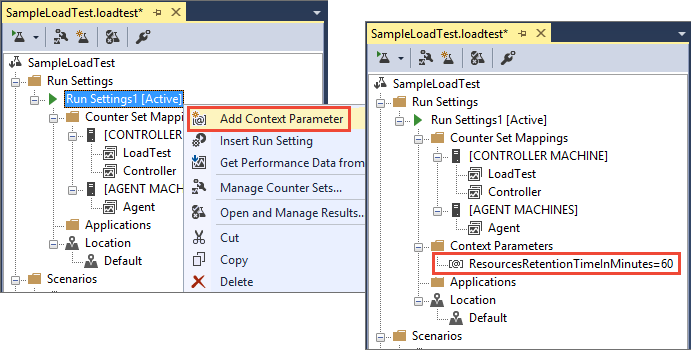 SampleLoadTest.loadtest*
SampleLoadTest
Run Settings
Run Settings1 [Active]
Counter Set Mapp
[CONTROLLER
LoadTest
Controller
[AGENT MACH
Agent
Applications
Location
Default
Scenarios
Add Context Parameter
Insert Run Setting
Get Performance Data from
Manage Counter Sets...
Open and Manage Results...
Cut
Copy
Delete
SampleLoadTest.loadtest*
SampleLoadTest
Run Settings
Run Settings1 [Active]
Counter Set Mappings
[CONTROLLER MACHINE]
LoadTest
Controller
[AGENT MACHINES]
Agent
Context Parameters
ResourcesRetentionTimeInMinutes=60
Applications
Location
Default
Scenarios